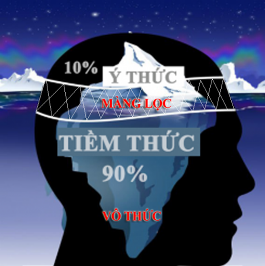 10% Ý THỨC
MÀNG LỌC
TIỀM THỨC
90%
VÔ THỨC